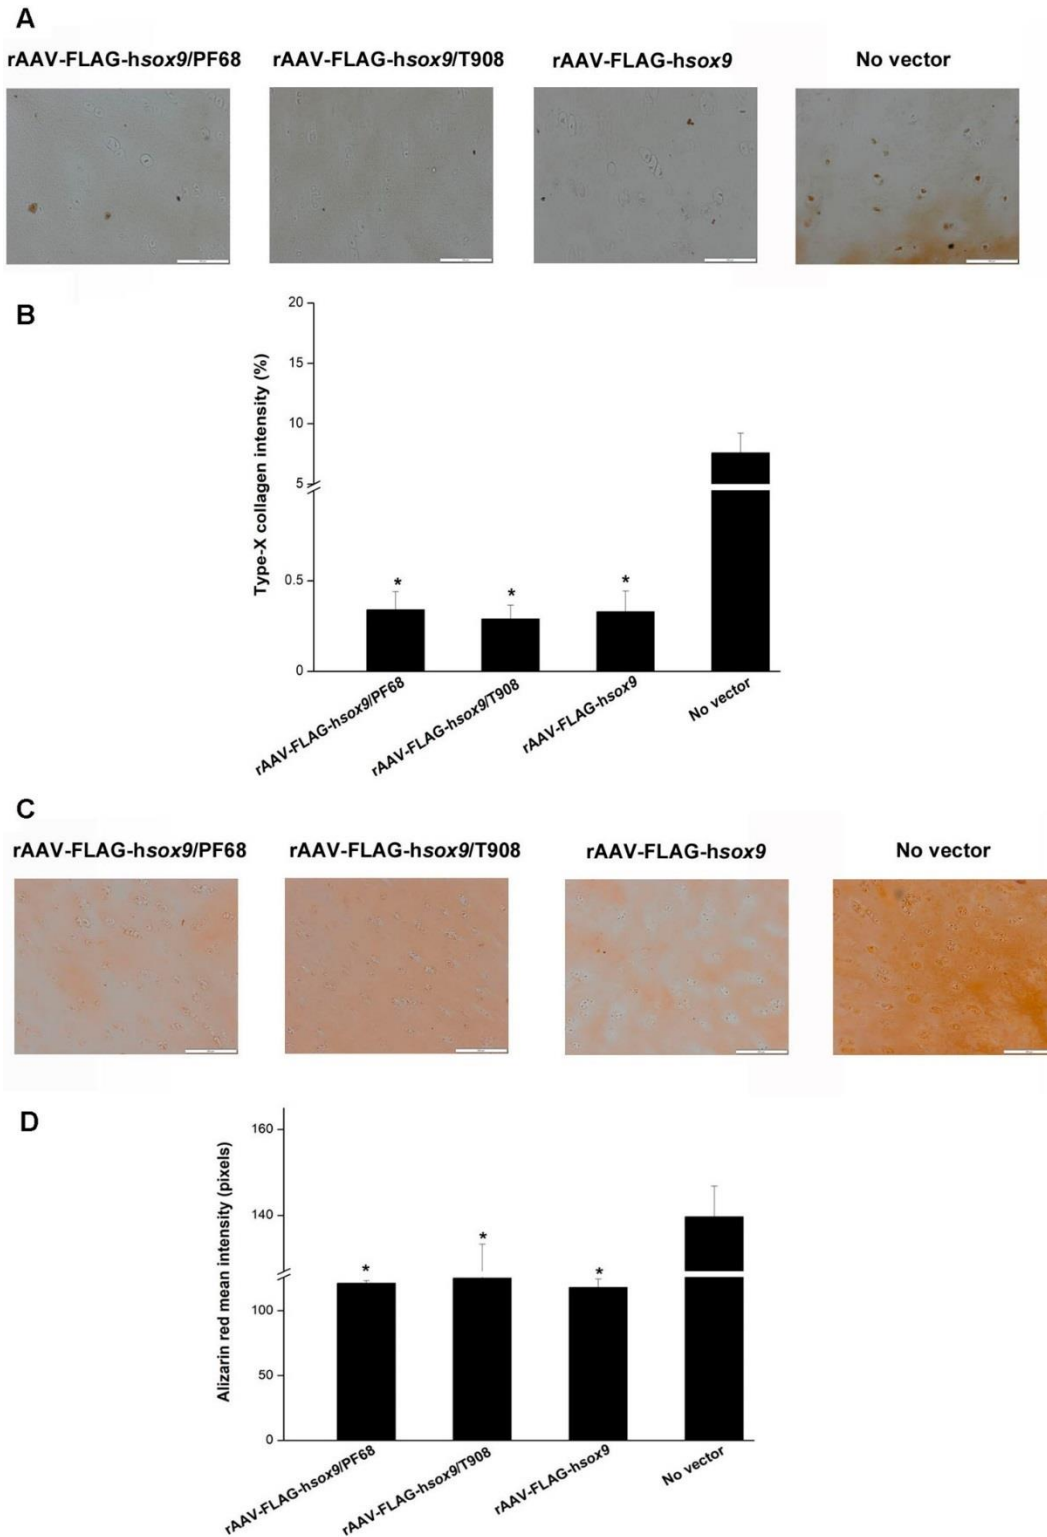 A
rAAV-FLAG-hsox9/PF68 rAAV-FLAG-hsox9/T908 rAAV-FLAG-hsox9 No vector
B
Type-X collagen intensity (%)
20
15
10
5
0.5
0
* * *
rAAV-FLAG-hsox9/PF68 rAAV-FLAG-hsox9/T908 rAAV-FLAG-hsox9 No vector
C
rAAV-FLAG-hsox9/PF68 rAAV-FLAG-hsox9/T908 rAAV-FLAG-hsox9 No vector
D
Alizarin red mean intensity (pixels)
160
140
100
50
0
* * *
rAAV-FLAG-hsox9/PF68 rAAV-FLAG-hsox9/T908 rAAV-FLAG-hsox9 No vector